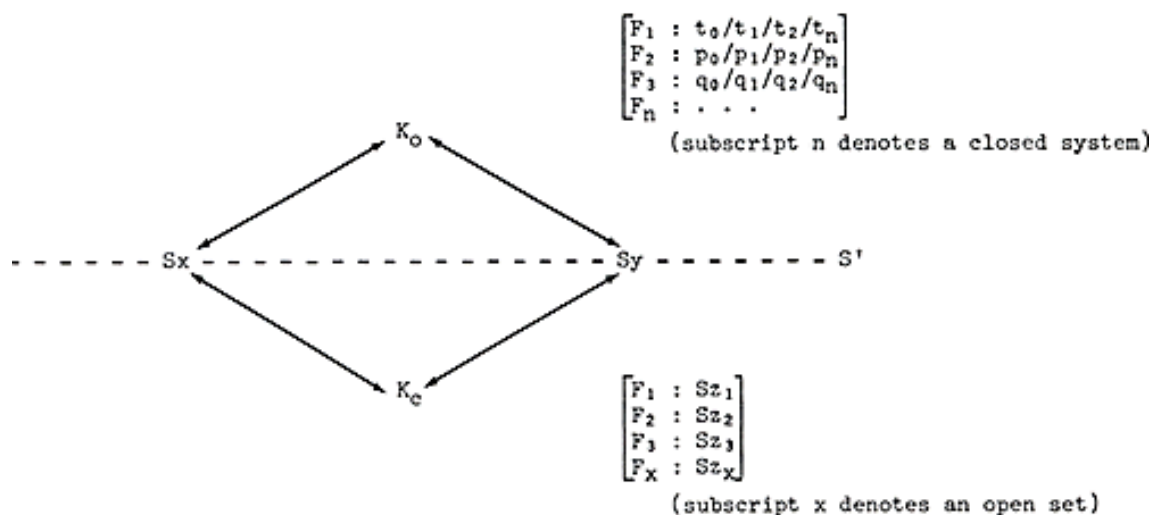 F₁ : t₀/t₁/t₂/tₙ
F₂ : p₀/p₁/p₂/pₙ
F₃ : q₀/q₁/q₂/qₙ
Fₙ : . . .
(subscript n denotes a closed system)
Kₒ
Sx Sy S'
K꜀
F₁ : Sz₁
F₂ : Sz₂
F₃ : Sz₃
Fₓ : Szₓ
(subscript x denotes an open set)